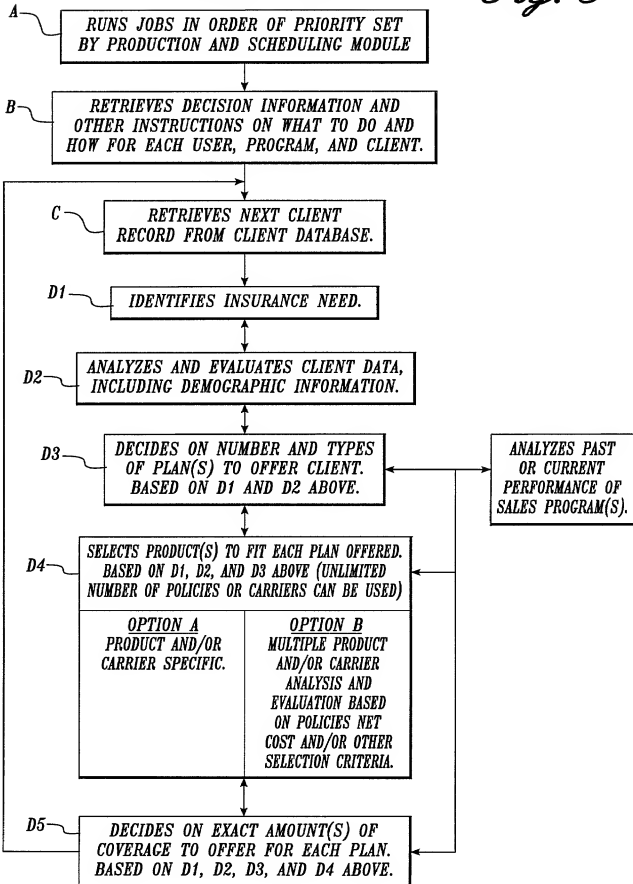 A
RUNS JOBS IN ORDER OF PRIORITY SET
BY PRODUCTION AND SCHEDULING MODULE
B
RETRIEVES DECISION INFORMATION AND
OTHER INSTRUCTIONS ON WHAT TO DO AND
HOW FOR EACH USER, PROGRAM, AND CLIENT.
C
RETRIEVES NEXT CLIENT
RECORD FROM CLIENT DATABASE.
D1
IDENTIFIES INSURANCE NEED.
D2
ANALYZES AND EVALUATES CLIENT DATA,
INCLUDING DEMOGRAPHIC INFORMATION.
D3
DECIDES ON NUMBER AND TYPES
OF PLAN(S) TO OFFER CLIENT.
BASED ON D1 AND D2 ABOVE.
ANALYZES PAST
OR CURRENT
PERFORMANCE OF
SALES PROGRAM(S).
D4
SELECTS PRODUCT(S) TO FIT EACH PLAN OFFERED.
BASED ON D1, D2, AND D3 ABOVE (UNLIMITED
NUMBER OF POLICIES OR CARRIERS CAN BE USED)
OPTION A
PRODUCT AND/OR
CARRIER SPECIFIC.
OPTION B
MULTIPLE PRODUCT
AND/OR CARRIER
ANALYSIS AND
EVALUATION BASED
ON POLICIES NET
COST AND/OR OTHER
SELECTION CRITERIA.
D5
DECIDES ON EXACT AMOUNT(S) OF
COVERAGE TO OFFER FOR EACH PLAN.
BASED ON D1, D2, D3, AND D4 ABOVE.